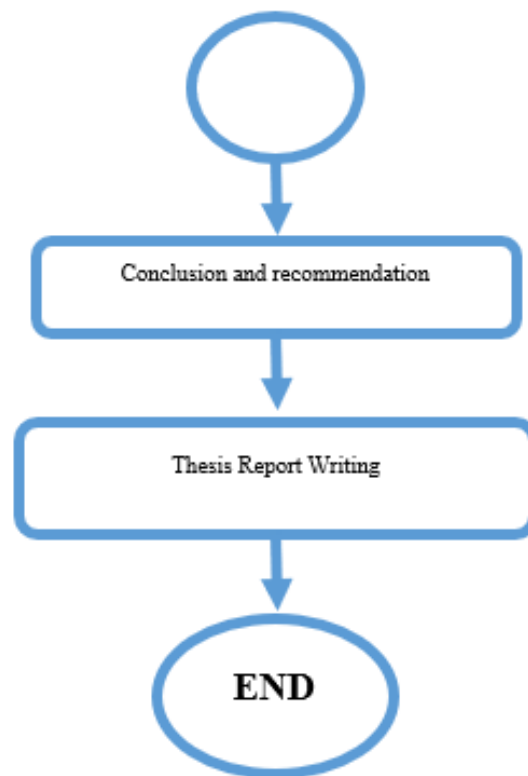 Conclusion and recommendation
Thesis Report Writing
END